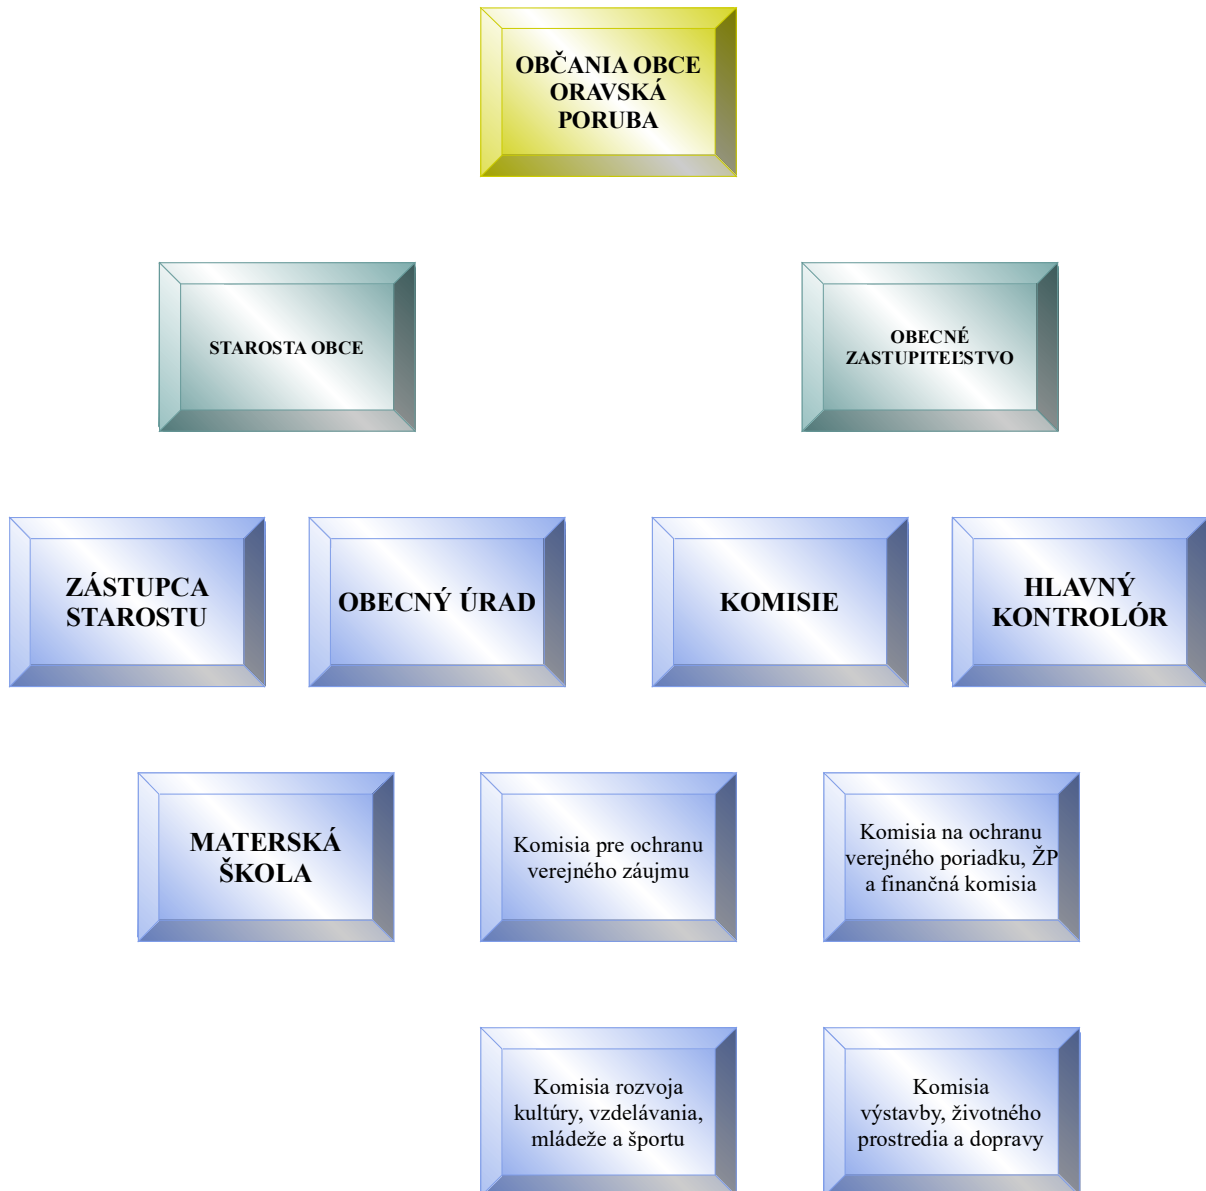 OBČANIA OBCE
ORAVSKÁ
PORUBA
STAROSTA OBCE
OBECNÉ
ZASTUPITEĽSTVO
ZÁSTUPCA
STAROSTU
OBECNÝ ÚRAD
KOMISIE
HLAVNÝ
KONTROLÓR
MATERSKÁ
ŠKOLA
Komisia pre ochranu
verejného záujmu
Komisia na ochranu
verejného poriadku, ŽP
a finančná komisia
Komisia rozvoja
kultúry, vzdelávania,
mládeže a športu
Komisia
výstavby, životného
prostredia a dopravy